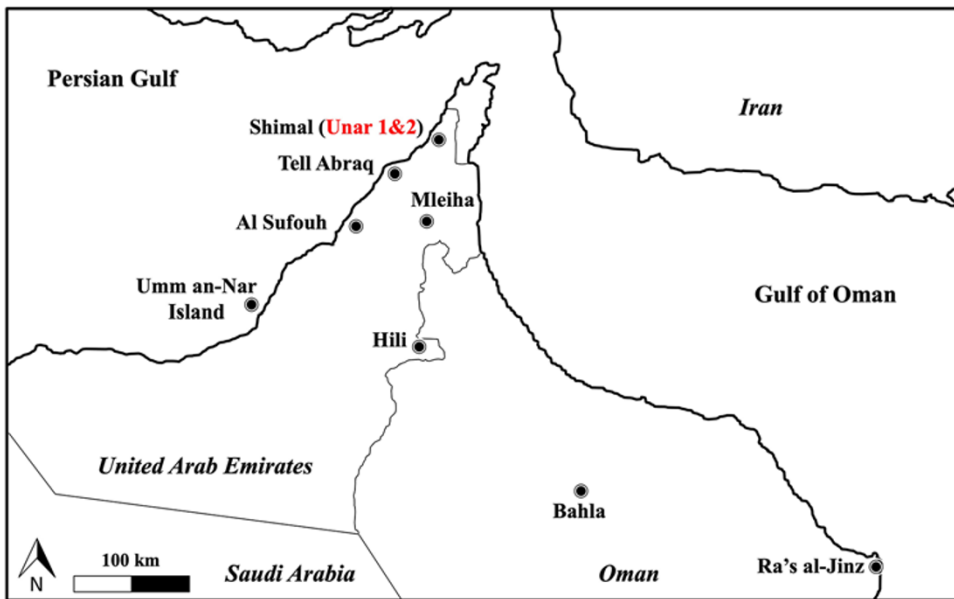 Persian Gulf
Iran
Shimal (Unar 1&2)
Tell Abraq
Mleiha
Al Sufouh
Umm an-Nar
Island
Gulf of Oman
Hili
United Arab Emirates
Bahla
100 km
N
Saudi Arabia
Oman
Ra's al-Jinz